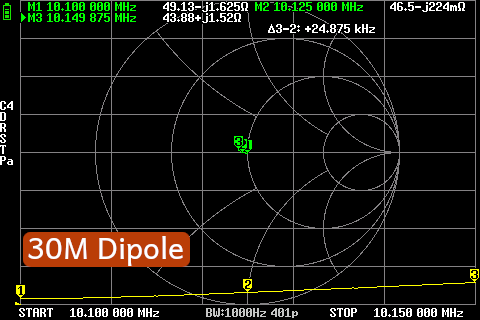 M1 10.100 000 MHz 49.13-j1.625Ω M2 10.125 000 MHz 46.5-j224mΩ
▶M3 10.149 875 MHz 43.88+j1.52Ω
Δ3-2: +24.875 kHz
C4
D
R
S
T
Pa
3 1
30M Dipole
1 2 3
START 10.100 000 MHz BW:1000Hz 401p STOP 10.150 000 MHz